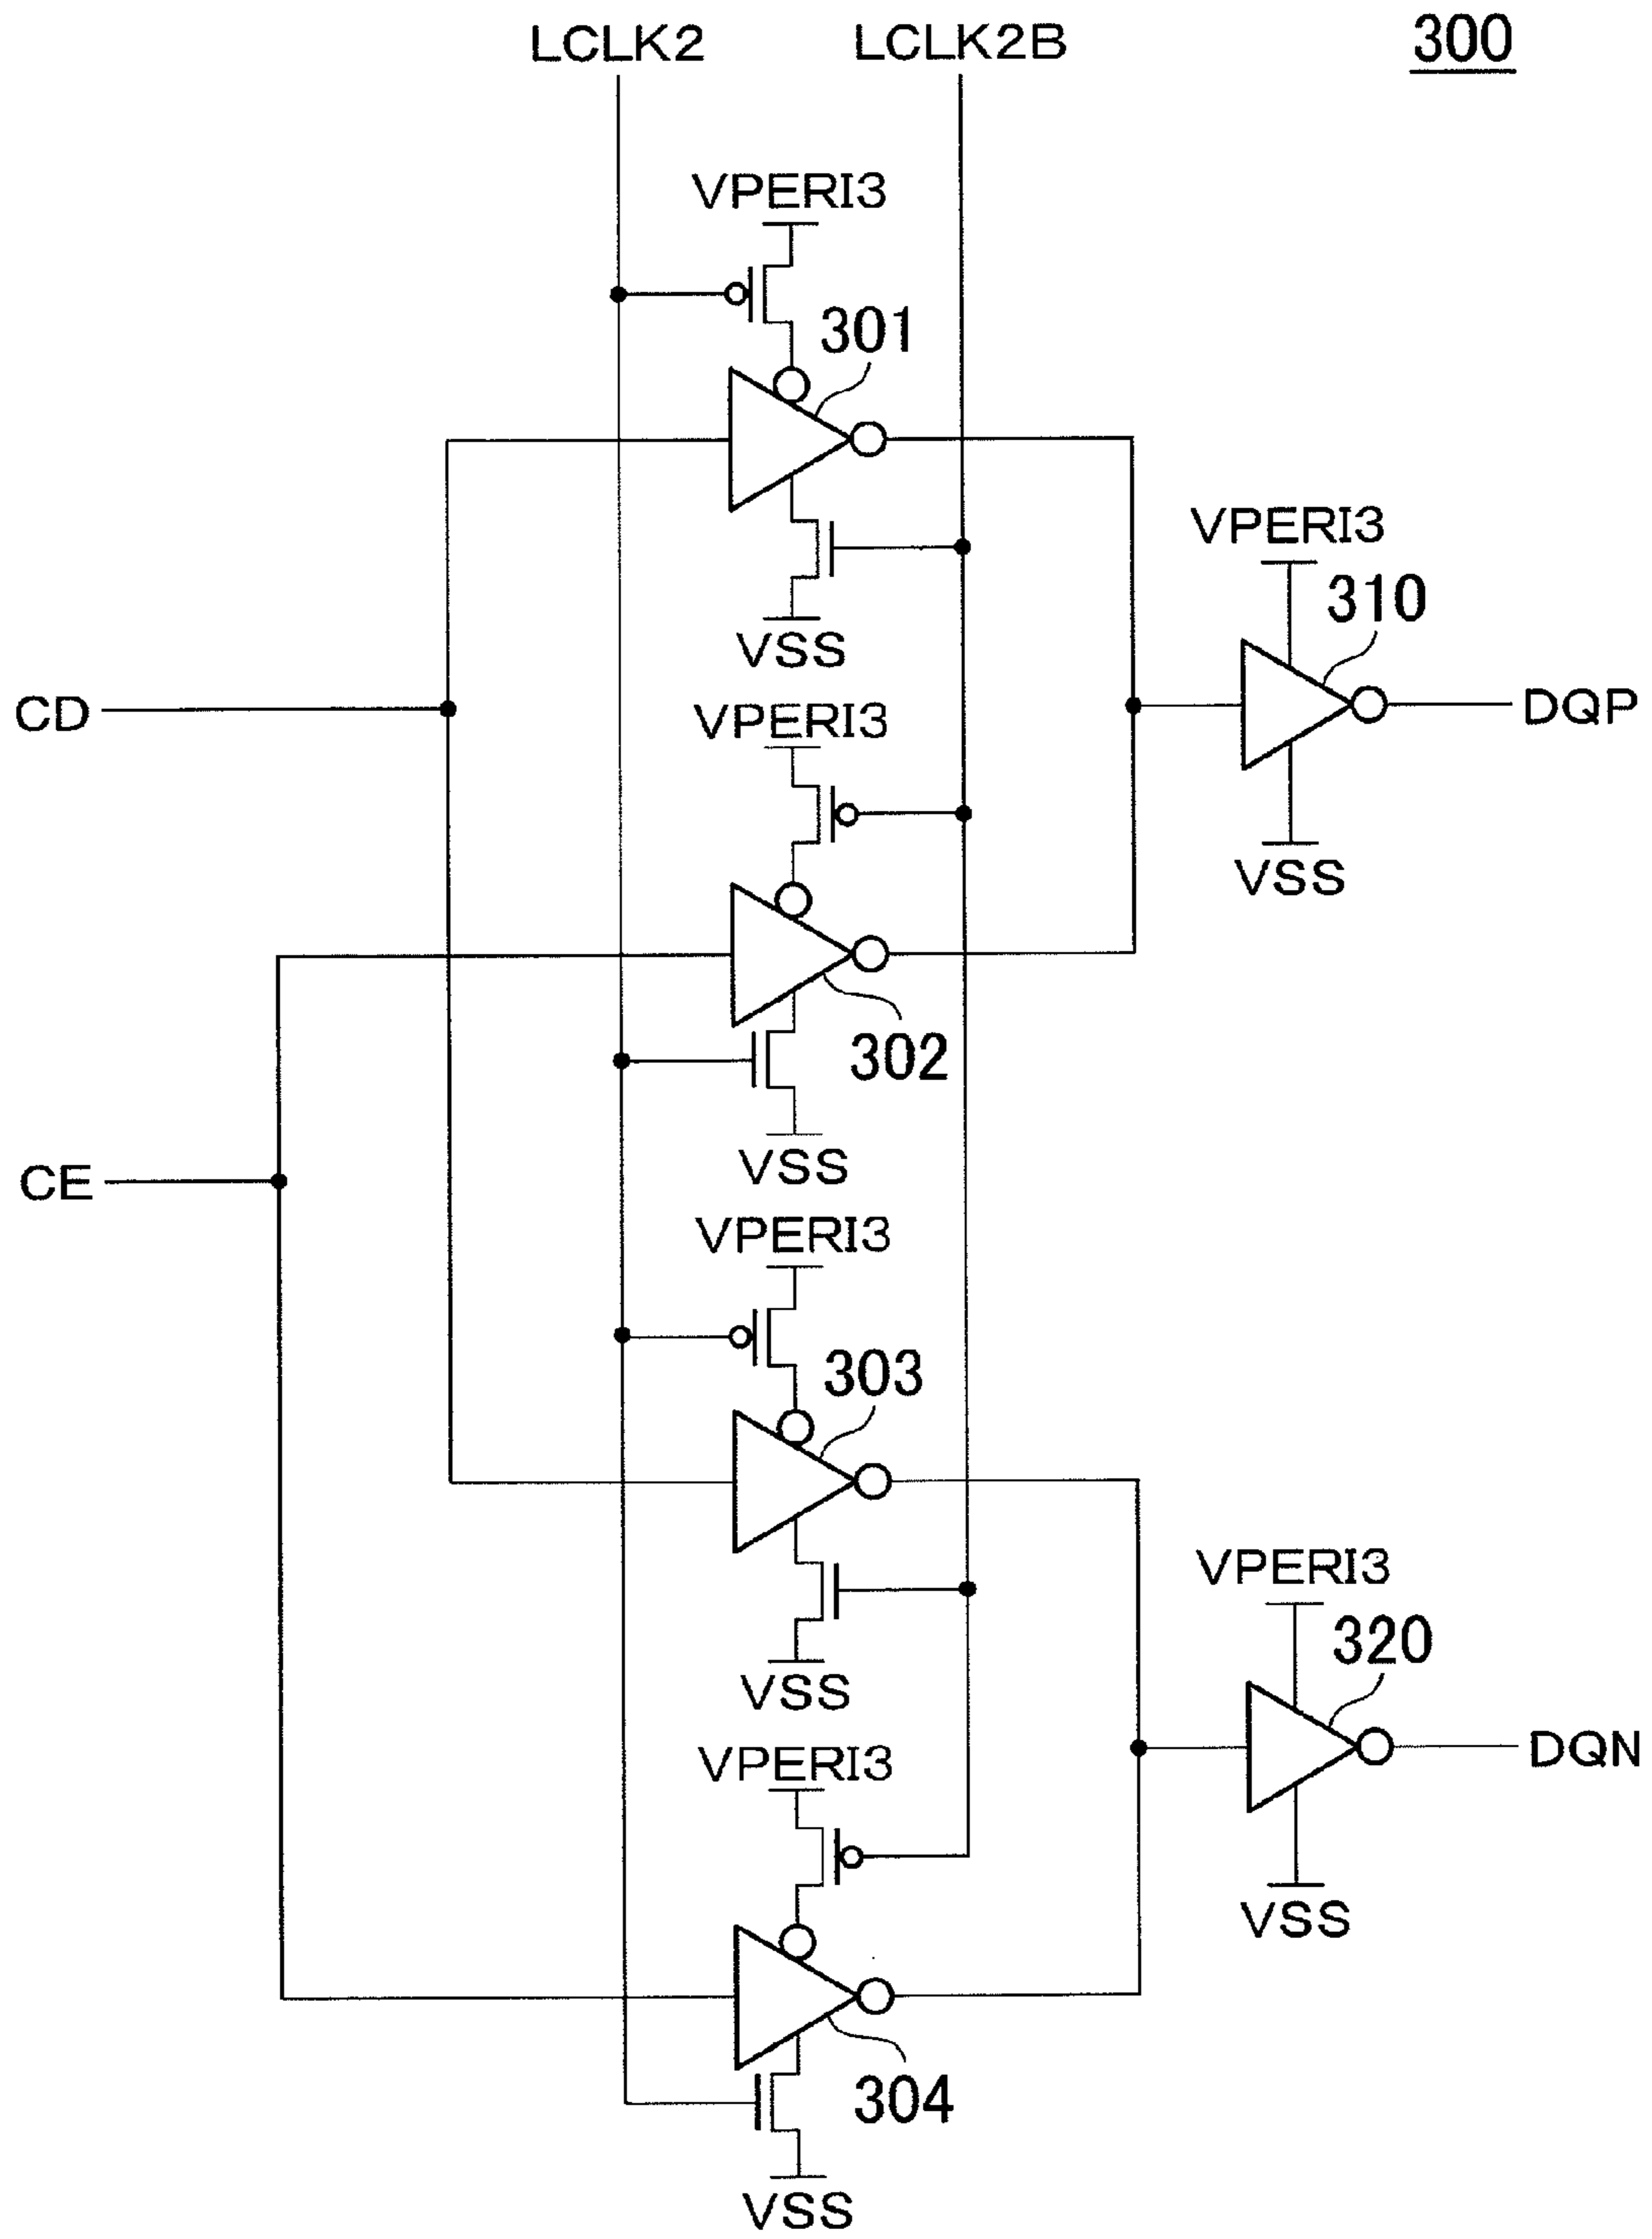 LCLK2 LCLK2B 300
VPERI3
301
VSS
VPERI3
310
CD
DQP
VPERI3
VSS
302
VSS
CE
VPERI3
303
VSS
VPERI3
320
VPERI3
DQN
VSS
304
VSS